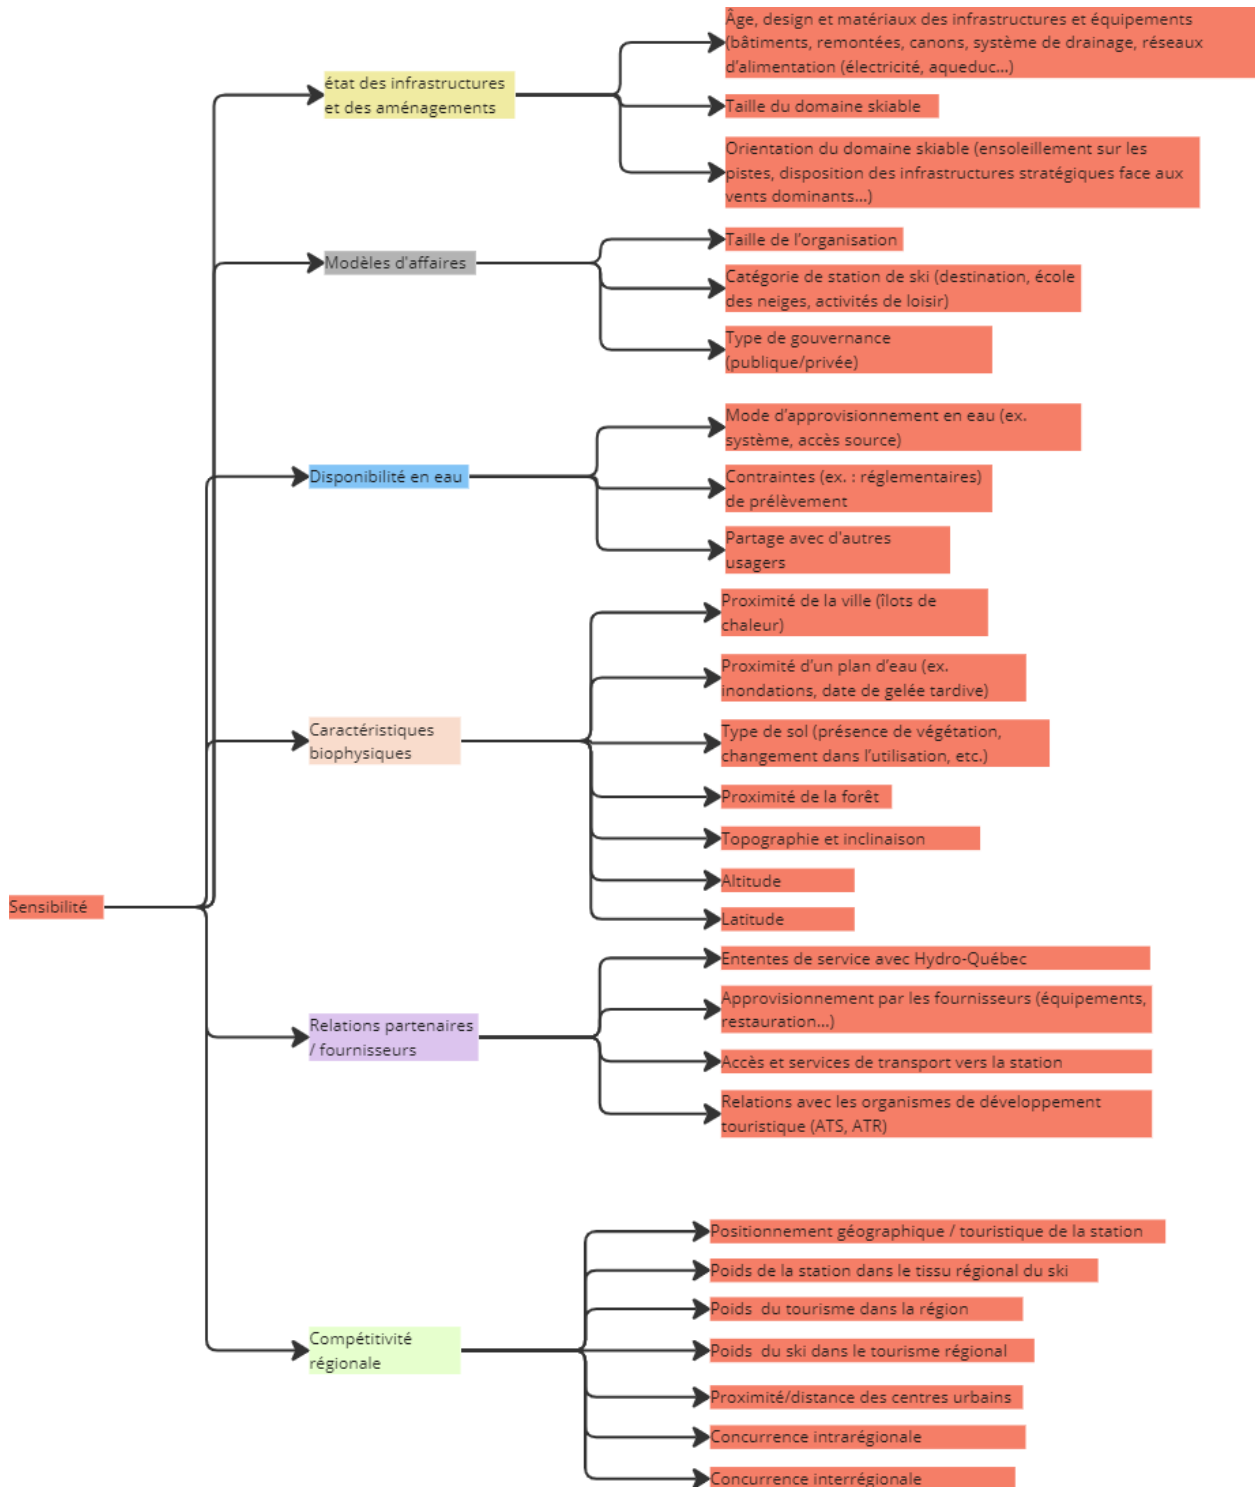 Âge, design et matériaux des infrastructures et équipements
(bâtiments, remontées, canons, système de drainage, réseaux
d'alimentation (électricité, aqueduc...)
état des infrastructures
et des aménagements
Taille du domaine skiable
Orientation du domaine skiable (ensoleillement sur les
pistes, disposition des infrastructures stratégiques face aux
vents dominants...)
Modèles d'affaires
Taille de l'organisation
Catégorie de station de ski (destination, école
des neiges, activités de loisir)
Type de gouvernance
(publique/privée)
Disponibilité en eau
Mode d'approvisionnement en eau (ex.
système, accès source)
Contraintes (ex. : réglementaires)
de prélèvement
Partage avec d'autres
usagers
Caractéristiques
biophysiques
Proximité de la ville (îlots de
chaleur)
Proximité d'un plan d'eau (ex.
inondations, date de gelée tardive)
Type de sol (présence de végétation,
changement dans l'utilisation, etc.)
Proximité de la forêt
Topographie et inclinaison
Altitude
Latitude
Sensibilité
Relations partenaires
/ fournisseurs
Ententes de service avec Hydro-Québec
Approvisionnement par les fournisseurs (équipements,
restauration...)
Accès et services de transport vers la station
Relations avec les organismes de développement
touristique (ATS, ATR)
Compétitivité
régionale
Positionnement géographique / touristique de la station
Poids de la station dans le tissu régional du ski
Poids  du tourisme dans la région
Poids  du ski dans le tourisme régional
Proximité/distance des centres urbains
Concurrence intrarégionale
Concurrence interrégionale